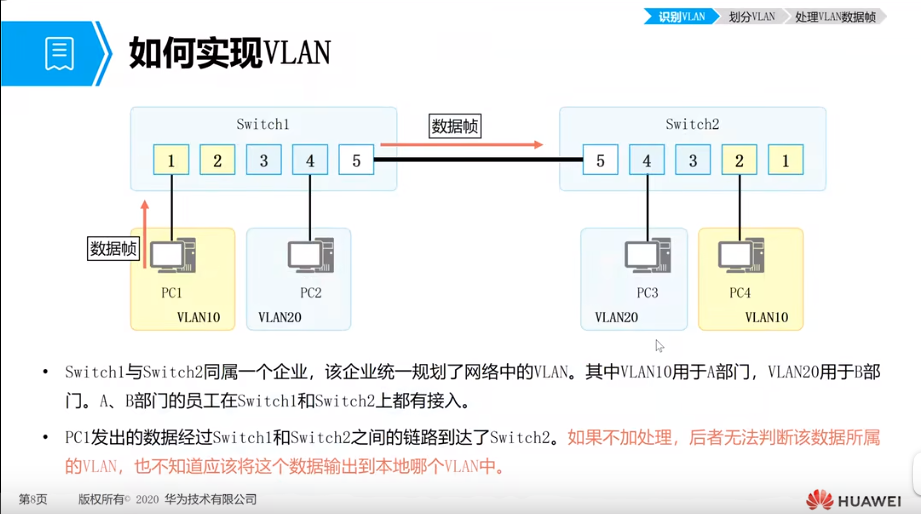 识别VLAN 划分VLAN 处理VLAN数据帧
如何实现VLAN
Switch1
数据帧
Switch2
1 2 3 4 5
5 4 3 2 1
数据帧
PC1
PC2
PC3
PC4
VLAN10
VLAN20
VLAN20
VLAN10
• Switch1与Switch2同属一个企业，该企业统一规划了网络中的VLAN。其中VLAN10用于A部门，VLAN20用于B部
门。A、B部门的员工在Switch1和Switch2上都有接入。
• PC1发出的数据经过Switch1和Switch2之间的链路到达了Switch2。如果不加处理，后者无法判断该数据所属
的VLAN，也不知道应该将这个数据输出到本地哪个VLAN中。
第8页 版权所有© 2020 华为技术有限公司
HUAWEI